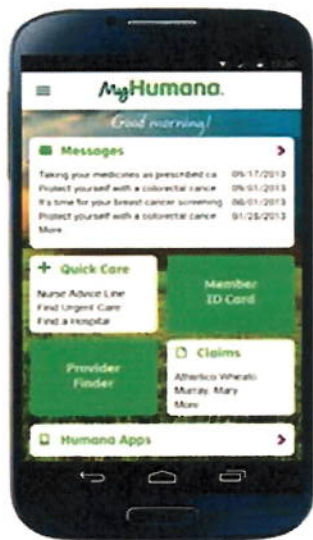 MyHumana.
Good morning!
Messages
Taking your medicines as prescribed ca 09/17/2013
Protect yourself with a colorectal cance 09/01/2013
It's time for your breast cancer screening 06/01/2013
Protect yourself with a colorectal cance 01/25/2013
More
Quick Care
Nurse Advice Line
Find Urgent Care
Find a Hospital
Member
ID Card
Provider
Finder
Claims
Murray, Mary
More
Humana Apps